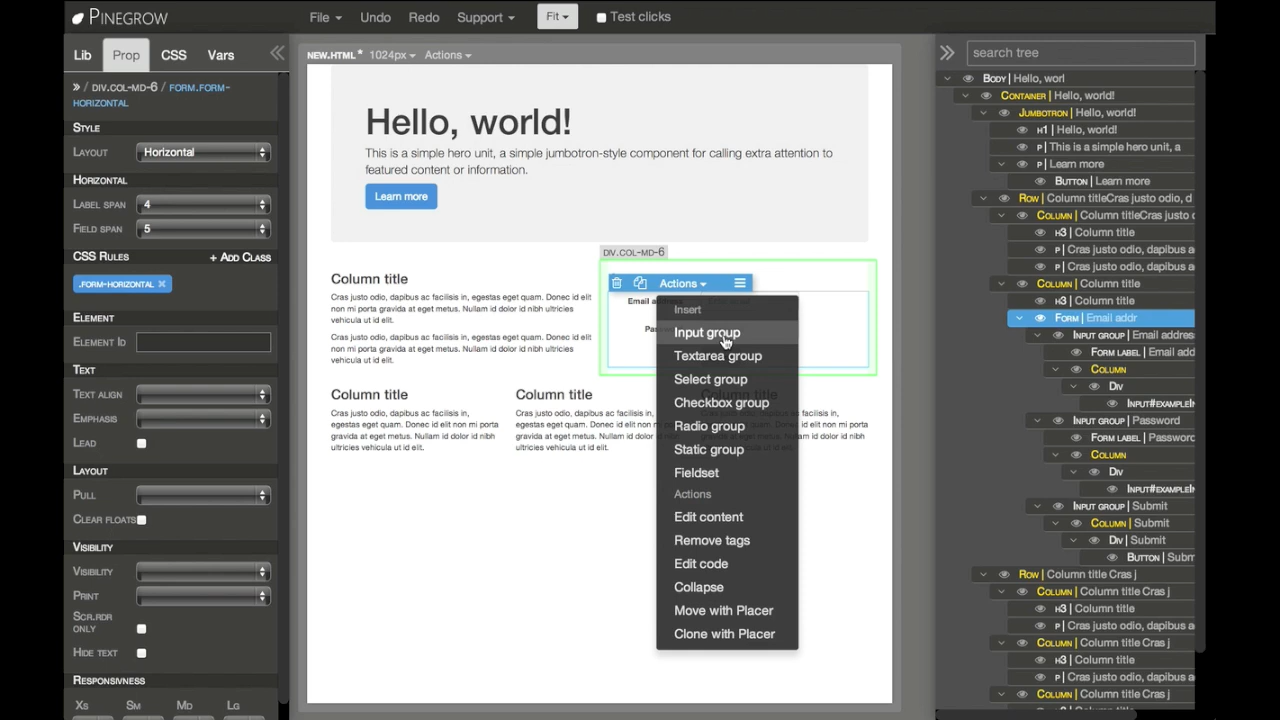 PINEGROW
File
Undo
Redo
Support
Fit
Test clicks
Lib
Prop
CSS
Vars
» / DIV.COL-MD-6 / FORM.FORM-
HORIZONTAL
STYLE
LAYOUT Horizontal
HORIZONTAL
LABEL SPAN 4
FIELD SPAN 5
CSS RULES + ADD CLASS
.FORM-HORIZONTAL ×
ELEMENT
ELEMENT ID
TEXT
TEXT ALIGN
EMPHASIS
LEAD
LAYOUT
PULL
CLEAR FLOATS
VISIBILITY
VISIBILITY
PRINT
SCR.RDR
ONLY
HIDE TEXT
RESPONSIVNESS
XS SM MD LG
NEW.HTML* 1024px Actions
Hello, world!
This is a simple hero unit, a simple jumbotron-style component for calling extra attention to
featured content or information.
Learn more
DIV.COL-MD-6
Actions
Email
Column title
Cras justo odio, dapibus ac facilisis in, egestas eget quam. Donec id elit
non mi porta gravida at eget metus. Nullam id dolor id nibh
vehicula ut id elit.
Cras justo odio, dapibus ac facilisis in, egestas eget quam. Donec id elit
non mi porta gravida at eget metus. Nullam id dolor id nibh
vehicula ut id elit.
Insert
Input group
Textarea group
Select group
Checkbox group
Radio group
Static group
Fieldset
Actions
Edit content
Remove tags
Edit code
Collapse
Move with Placer
Clone with Placer
Column title
Cras justo odio, dapibus ac facilisis in,
egestas eget quam. Donec id elit non mi porta
gravida at eget metus. Nullam id dolor id nibh
ultricies vehicula ut id elit.
Column title
Cras justo odio, dapibus ac facilisis in,
egestas eget quam. Donec id elit non
gravida at eget metus. Nullam id dolor
ultricies vehicula ut id elit.
search tree
BODY | Hello, worl
CONTAINER | Hello, world!
JUMBOTRON | Hello, world!
H1 | Hello, world!
P | This is a simple hero unit, a
P | Learn more
BUTTON | Learn more
ROW | Column titleCras justo odio, d
COLUMN | Column titleCras justo o
H3 | Column title
P | Cras justo odio, dapibus a
P | Cras justo odio, dapibus a
COLUMN | Column title
H3 | Column title
FORM | Email addr
INPUT GROUP | Email address
FORM LABEL | Email add
COLUMN
DIV
INPUT#EXAMPLEIN
INPUT GROUP | Password
FORM LABEL | Password
COLUMN
DIV
INPUT#EXAMPLEIN
INPUT GROUP | Submit
COLUMN | Submit
DIV | Submit
BUTTON | Subm
ROW | Column title Cras j
COLUMN | Column title Cras j
H3 | Column title
P | Cras justo odio, dapibus a
COLUMN | Column title Cras j
H3 | Column title
P | Cras justo odio, dapibus a
COLUMN | Column title Cras j